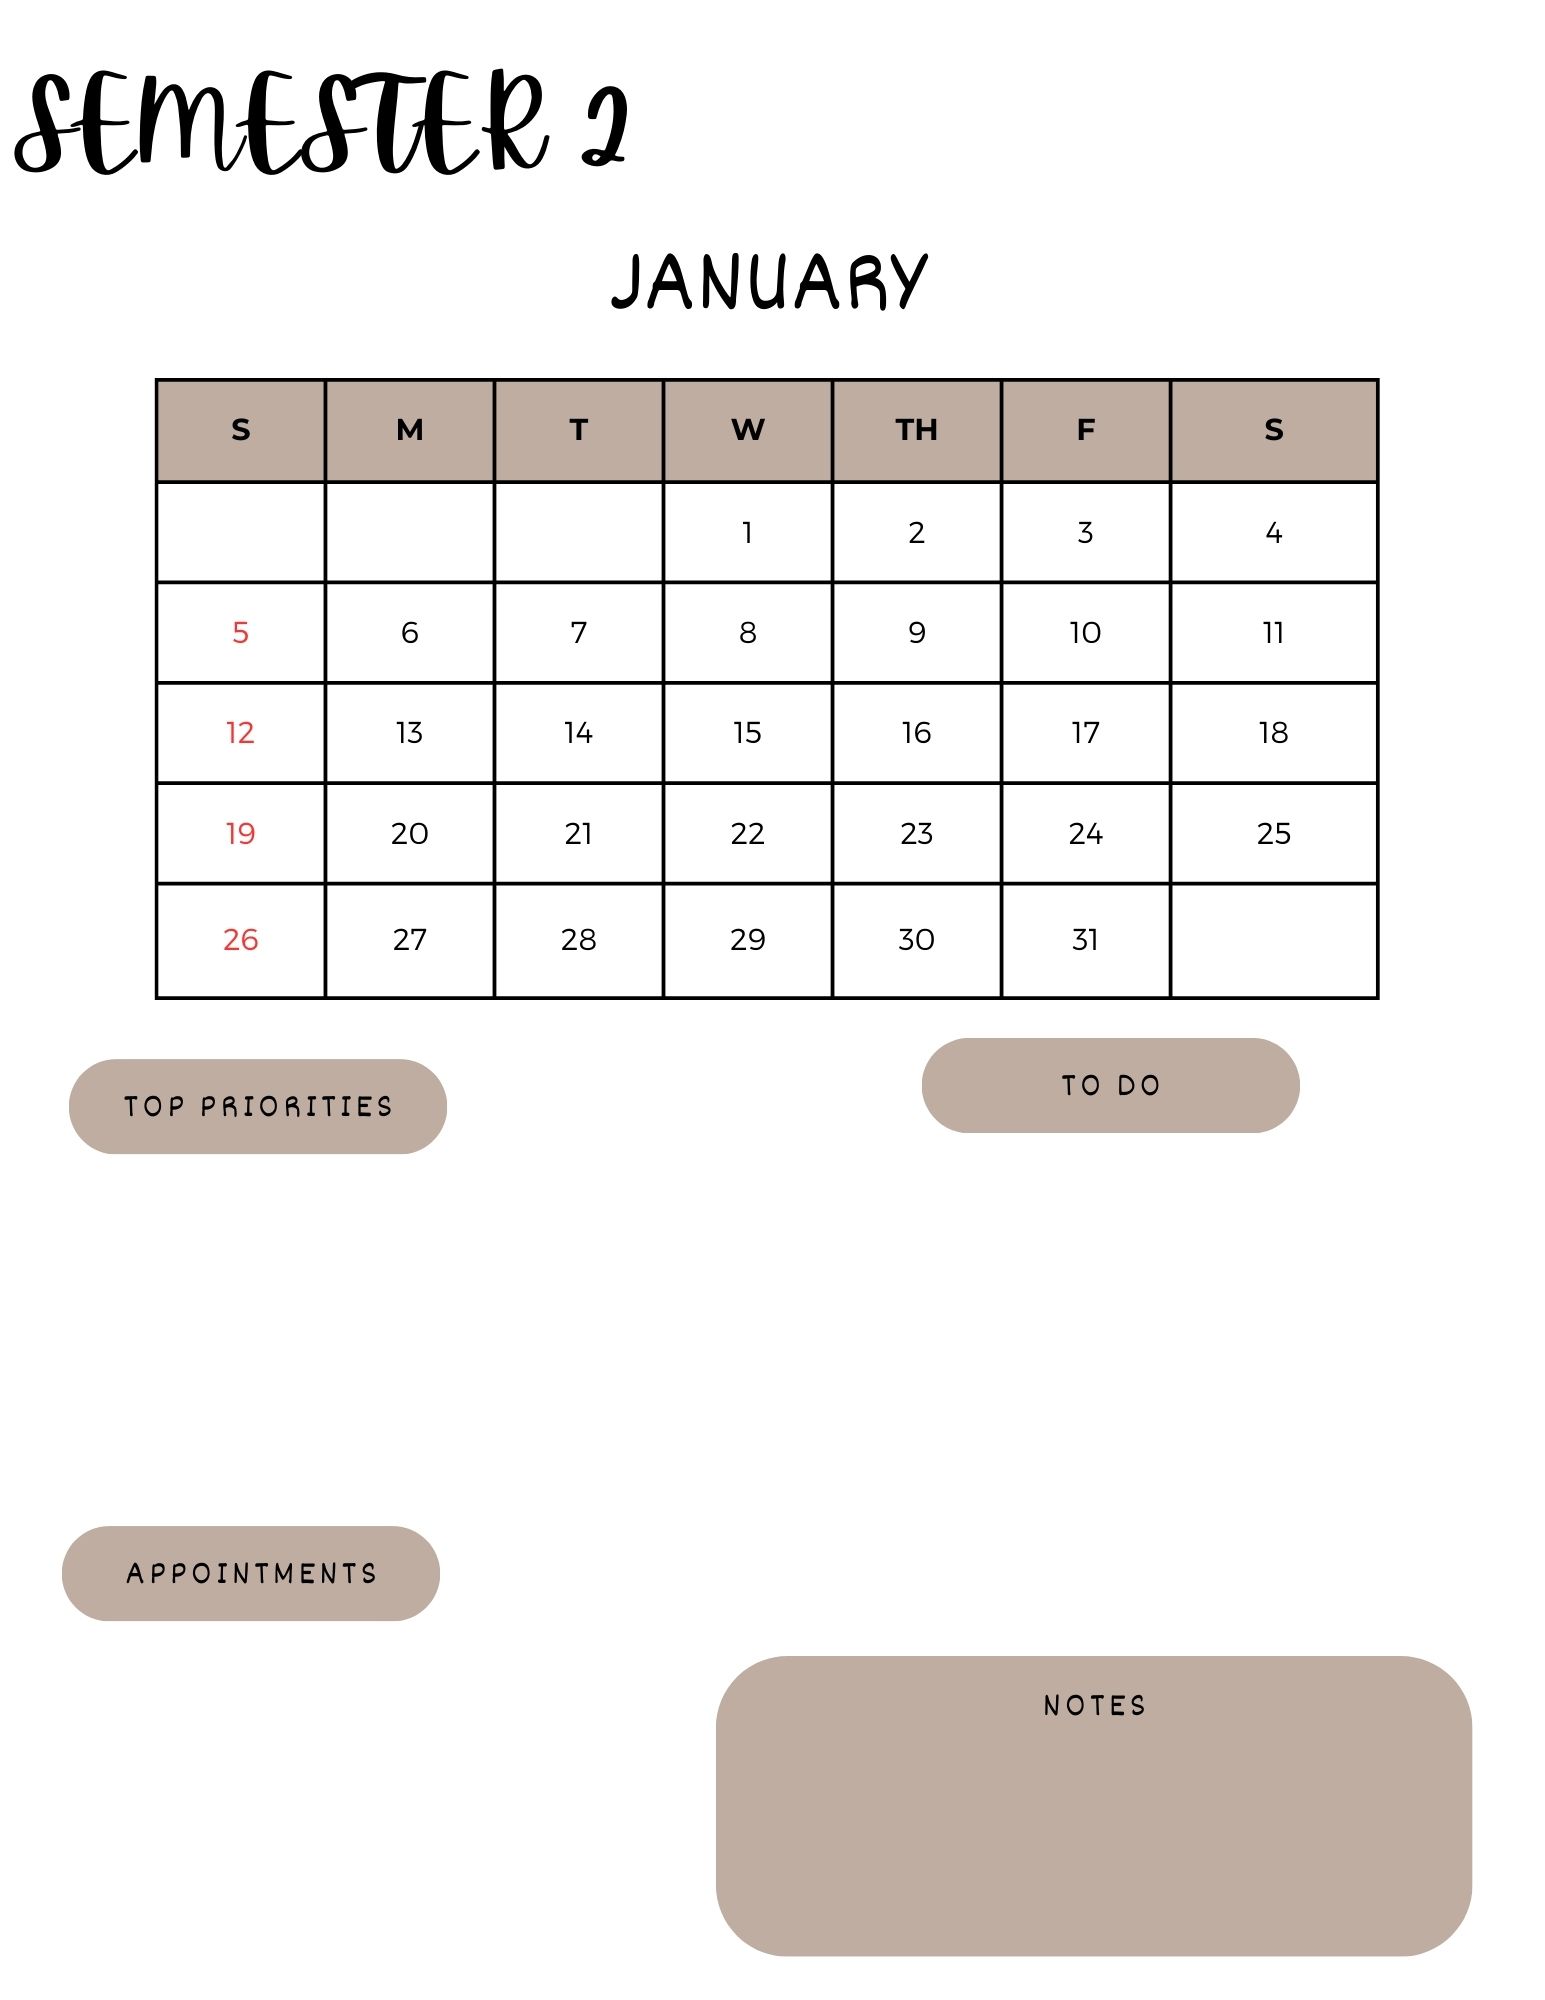 SEMESTER 2
JANUARY
S M T W TH F S
1 2 3 4
5 6 7 8 9 10 11
12 13 14 15 16 17 18
19 20 21 22 23 24 25
26 27 28 29 30 31
TOP PRIORITIES
TO DO
APPOINTMENTS
NOTES